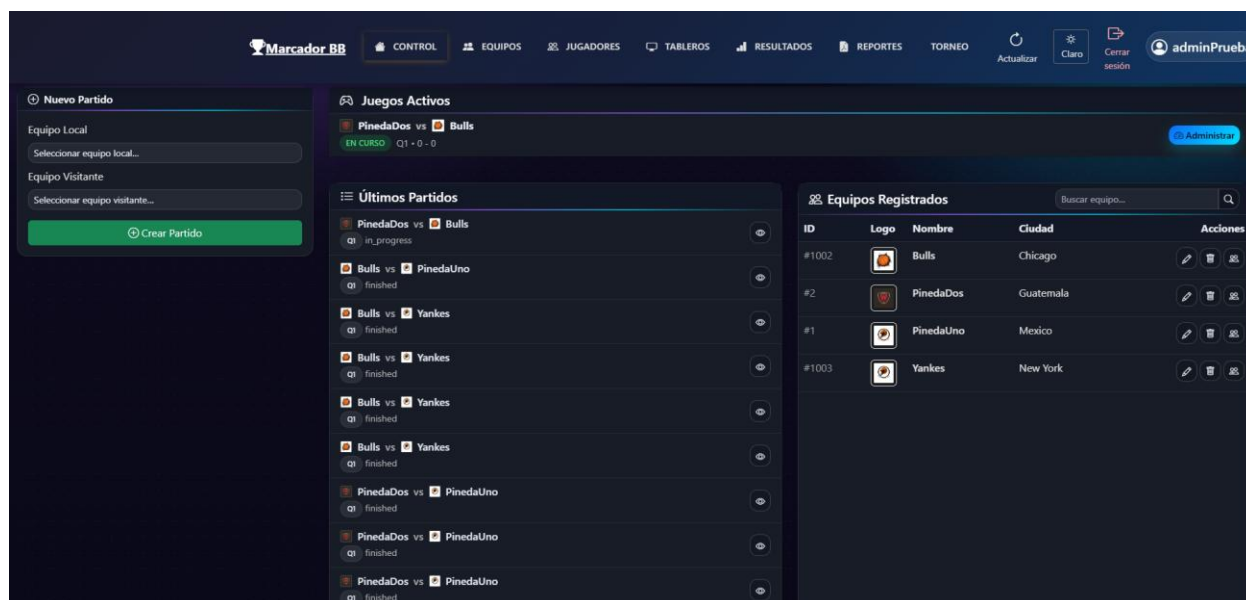 Marcador BB
CONTROL
EQUIPOS
JUGADORES
TABLEROS
RESULTADOS
REPORTES
TORNEO
Actualizar
Claro
Cerrar
sesión
adminPrueb
Nuevo Partido
Equipo Local
Seleccionar equipo local...
Equipo Visitante
Seleccionar equipo visitante...
Crear Partido
Juegos Activos
PinedaDos vs Bulls
EN CURSO Q1 • 0 - 0
Administrar
Últimos Partidos
PinedaDos vs Bulls
Q1 in_progress
Bulls vs PinedaUno
Q1 finished
Bulls vs Yankes
Q1 finished
Bulls vs Yankes
Q1 finished
Bulls vs Yankes
Q1 finished
Bulls vs Yankes
Q1 finished
PinedaDos vs PinedaUno
Q1 finished
PinedaDos vs PinedaUno
Q1 finished
PinedaDos vs PinedaUno
Q1 finished
Equipos Registrados
Buscar equipo...
ID Logo Nombre Ciudad Acciones
#1002 Bulls Chicago
#2 PinedaDos Guatemala
#1 PinedaUno Mexico
#1003 Yankes New York